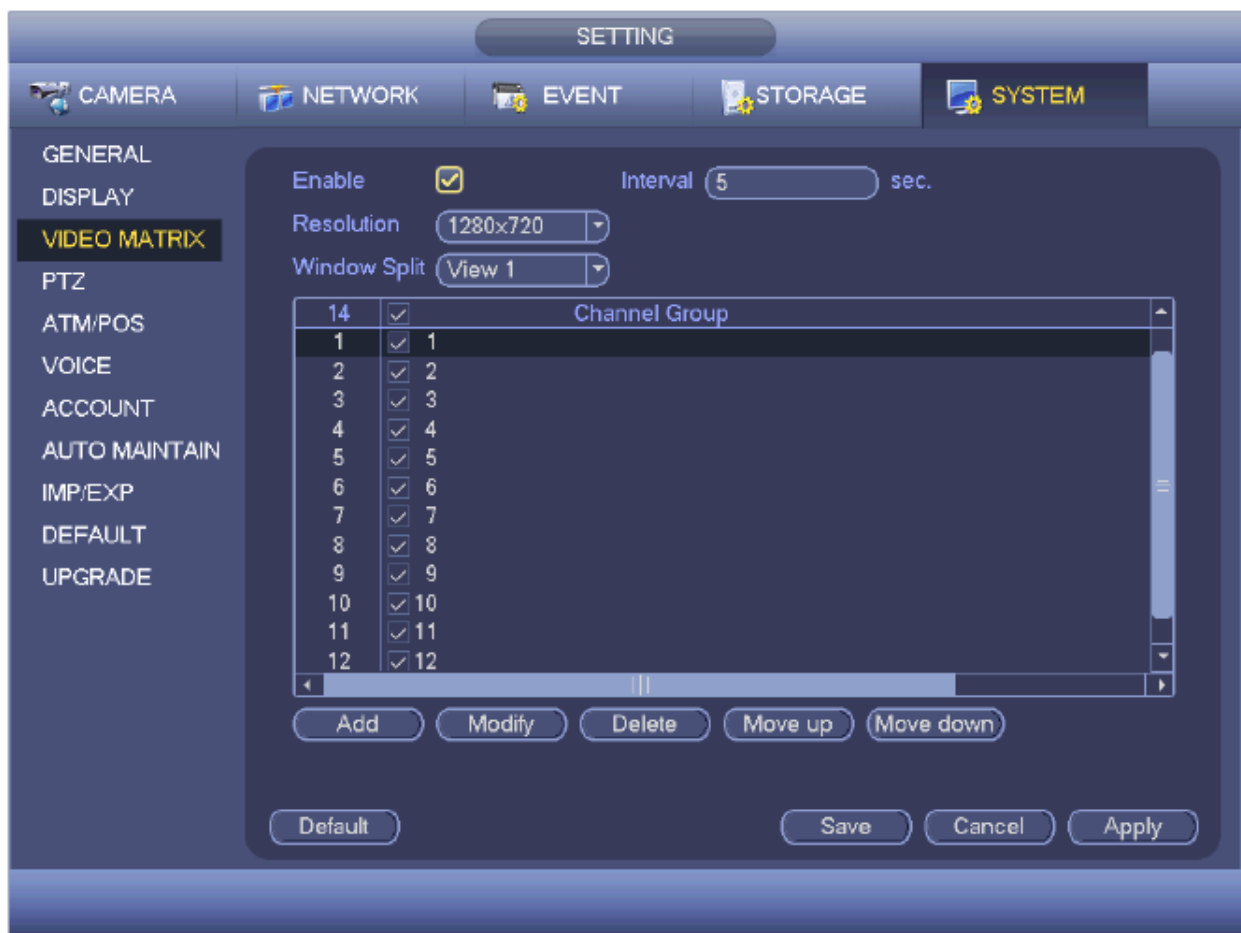 SETTING
CAMERA NETWORK EVENT STORAGE SYSTEM
GENERAL
DISPLAY
VIDEO MATRIX
PTZ
ATM/POS
VOICE
ACCOUNT
AUTO MAINTAIN
IMP/EXP
DEFAULT
UPGRADE
Enable Interval 5 sec.
Resolution 1280×720
Window Split View 1
14 Channel Group
1 1
2 2
3 3
4 4
5 5
6 6
7 7
8 8
9 9
10 10
11 11
12 12
Add Modify Delete Move up Move down
Default Save Cancel Apply